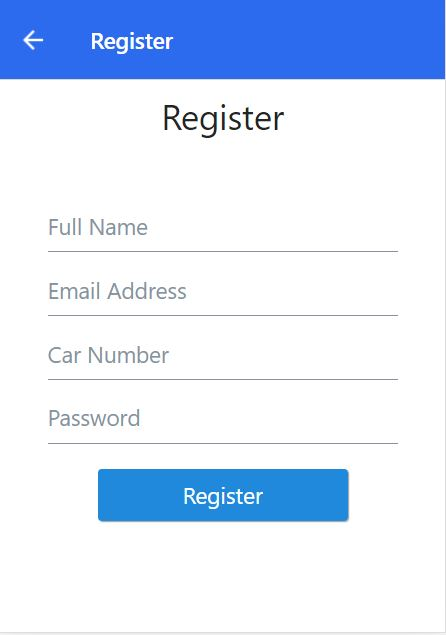 Register
Register
Full Name
Email Address
Car Number
Password
Register